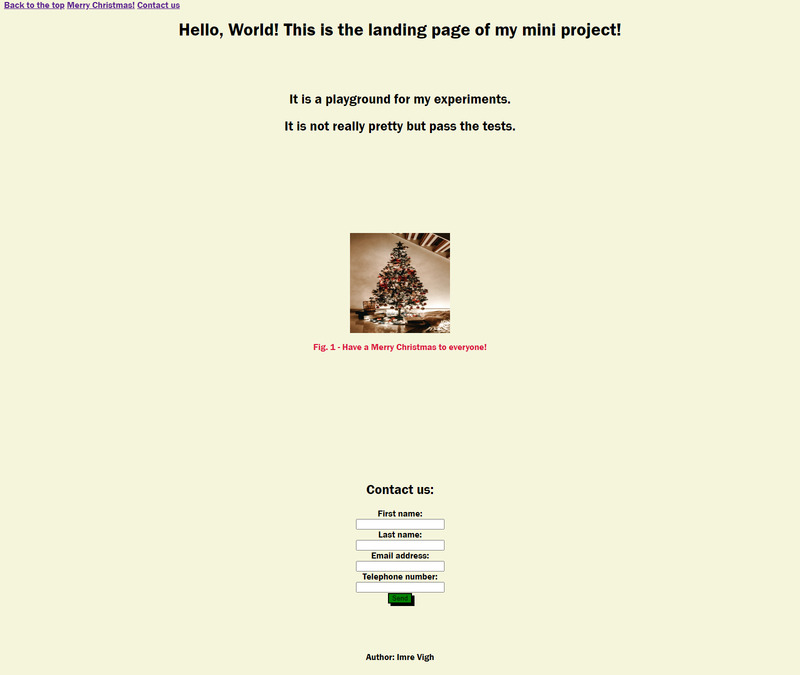 Back to the top Merry Christmas! Contact us
Hello, World! This is the landing page of my mini project!
It is a playground for my experiments.
It is not really pretty but pass the tests.
Fig. 1 - Have a Merry Christmas to everyone!
Contact us:
First name:
Last name:
Email address:
Telephone number:
Send
Author: Imre Vigh